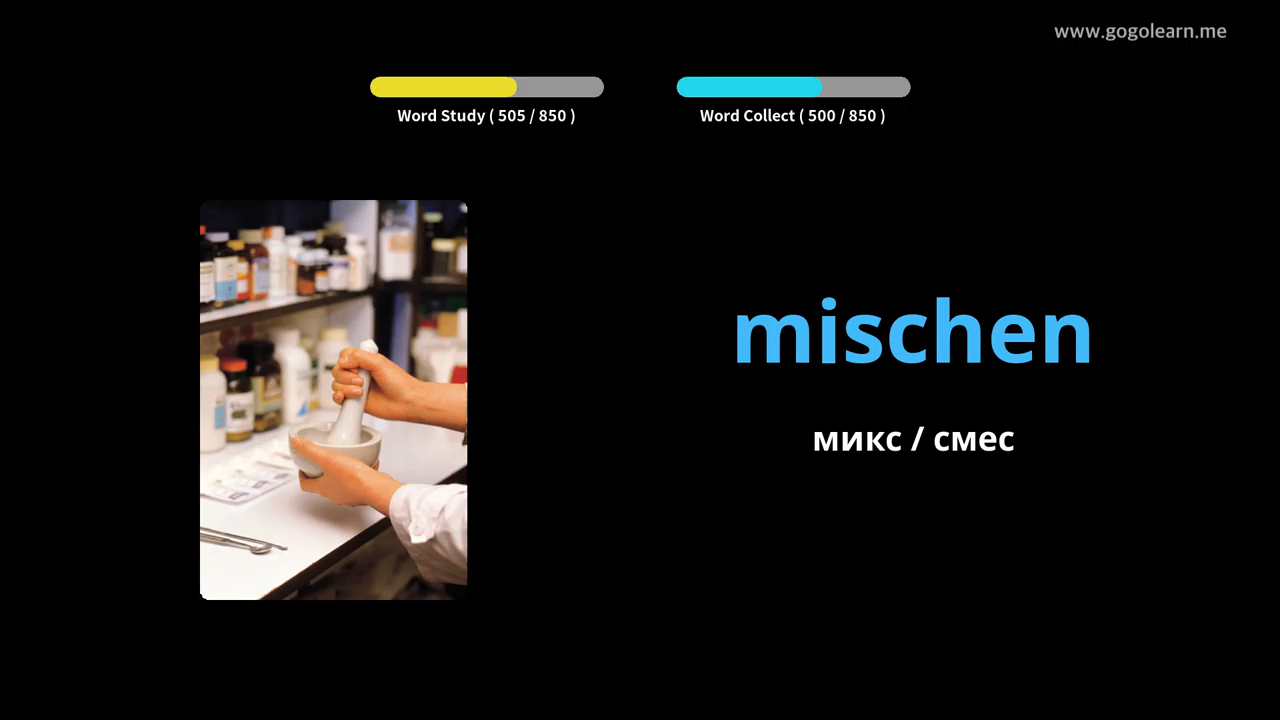 www.gogolearn.me
Word Study ( 505 / 850 )
Word Collect ( 500 / 850 )
mischen
микс / смес